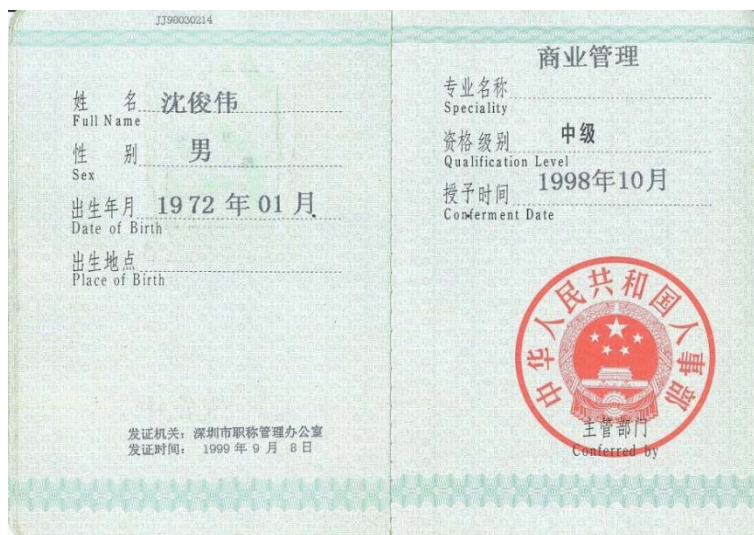 JJ98030214
姓 名 沈俊伟
Full Name
性 别 男
Sex
出生年月 1972 年 01 月
Date of Birth
出生地点
Place of Birth
发证机关: 深圳市职称管理办公室
发证时间: 1999 年 9 月 8 日
商业管理
专业名称
Speciality
资格级别 中级
Qualification Level
授予时间 1998年10月
Conferment Date
中华人民共和国人事部
主管部门
Conferred by